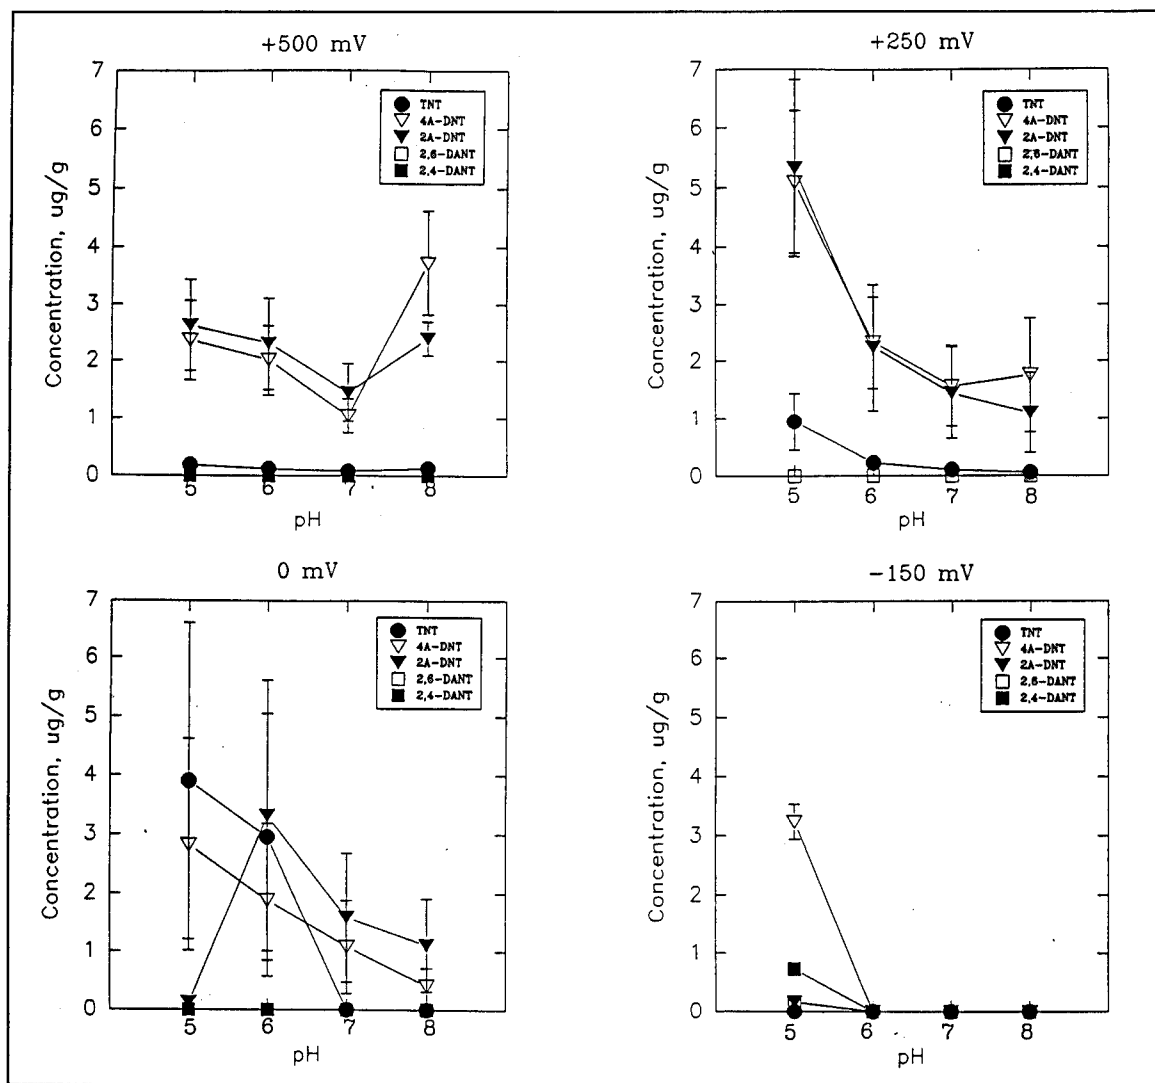 +500 mV
7
6
5
4
3
2
1
0
Concentration, ug/g
TNT
4A-DNT
2A-DNT
2,6-DANT
2,4-DANT
5 6 7 8
pH
+250 mV
7
6
5
4
3
2
1
0
Concentration, ug/g
TNT
4A-DNT
2A-DNT
2,6-DANT
2,4-DANT
5 6 7 8
pH
0 mV
7
6
5
4
3
2
1
0
Concentration, ug/g
TNT
4A-DNT
2A-DNT
2,6-DANT
2,4-DANT
5 6 7 8
pH
-150 mV
7
6
5
4
3
2
1
0
Concentration, ug/g
TNT
4A-DNT
2A-DNT
2,6-DANT
2,4-DANT
5 6 7 8
pH